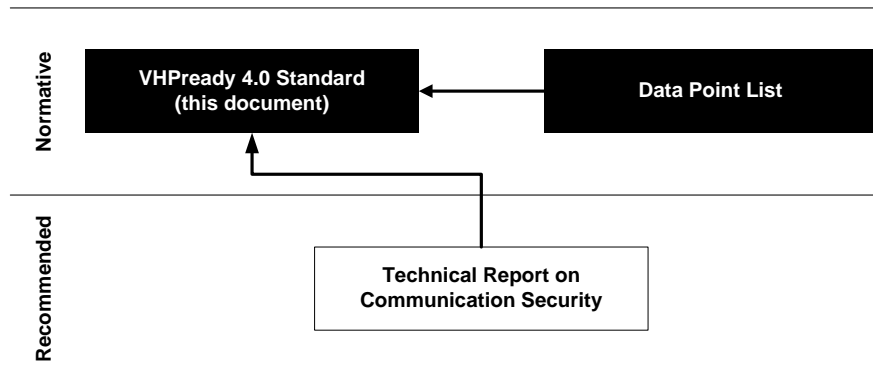 Normative
VHPready 4.0 Standard
(this document)
Data Point List
Recommended
Technical Report on
Communication Security